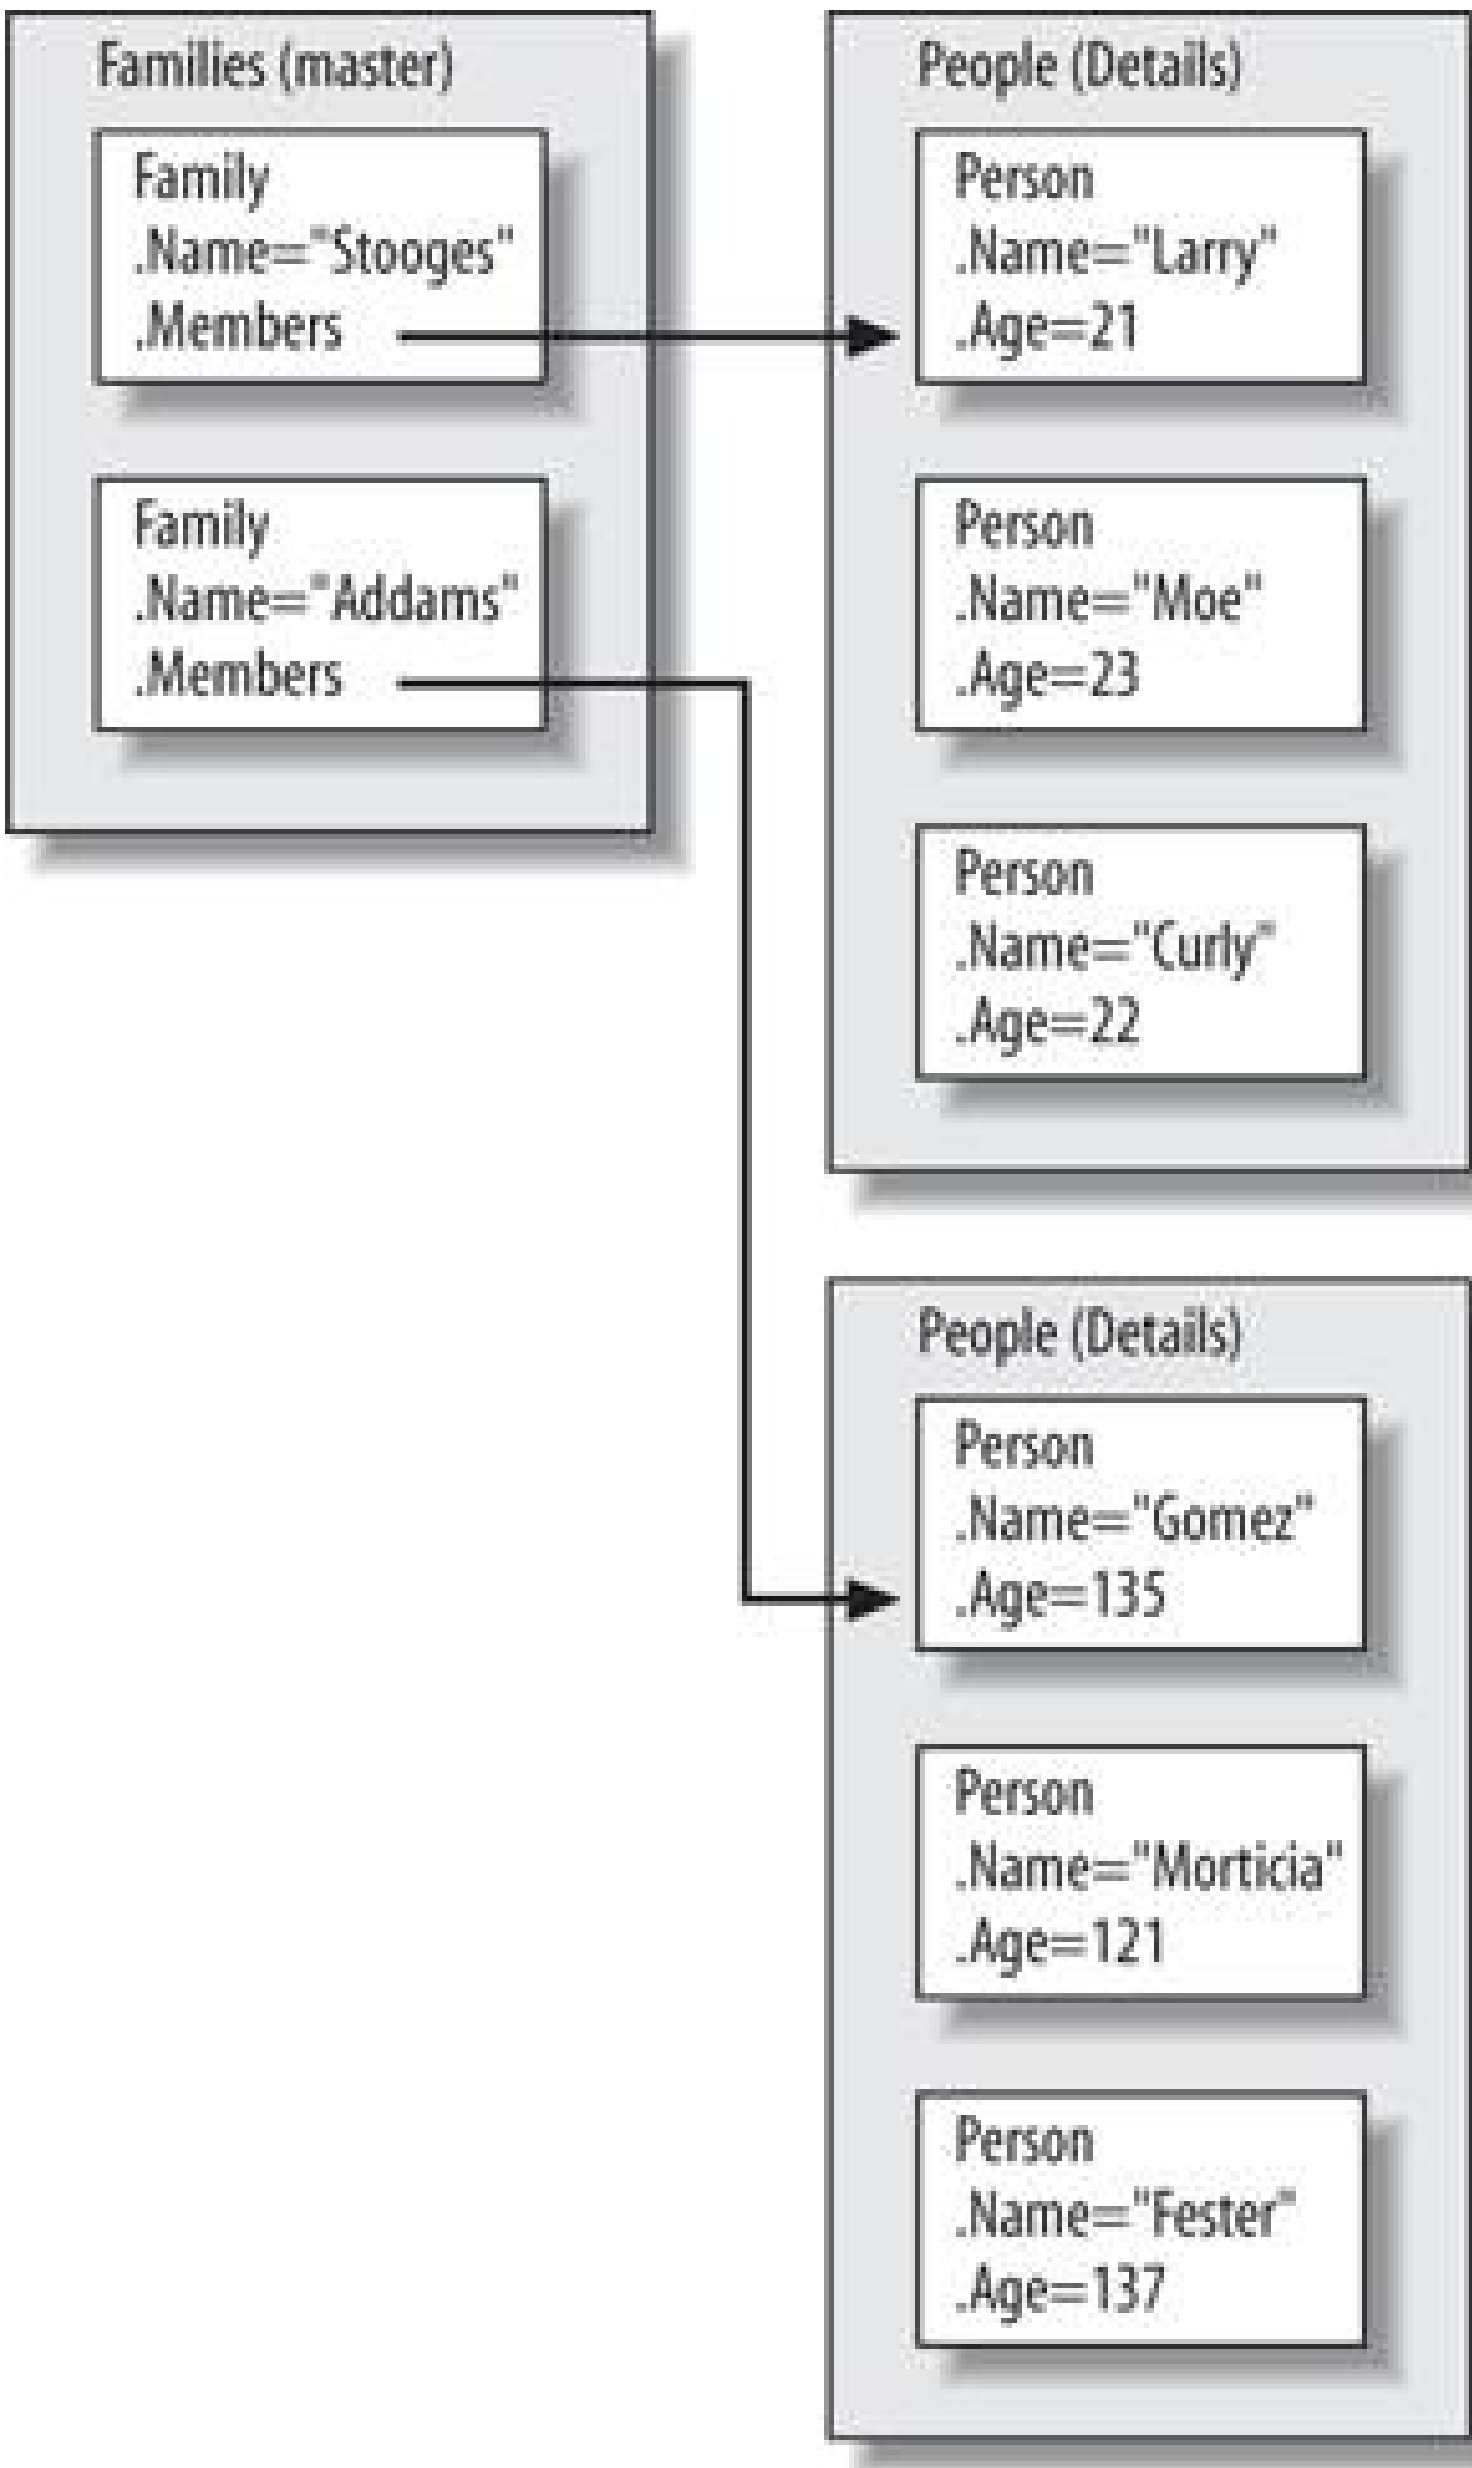 Families (master)
Family
.Name="Stooges"
.Members
Family
.Name="Addams"
.Members
People (Details)
Person
.Name="Larry"
.Age=21
Person
.Name="Moe"
.Age=23
Person
.Name="Curly"
.Age=22
People (Details)
Person
.Name="Gomez"
.Age=135
Person
.Name="Morticia"
.Age=121
Person
.Name="Fester"
.Age=137